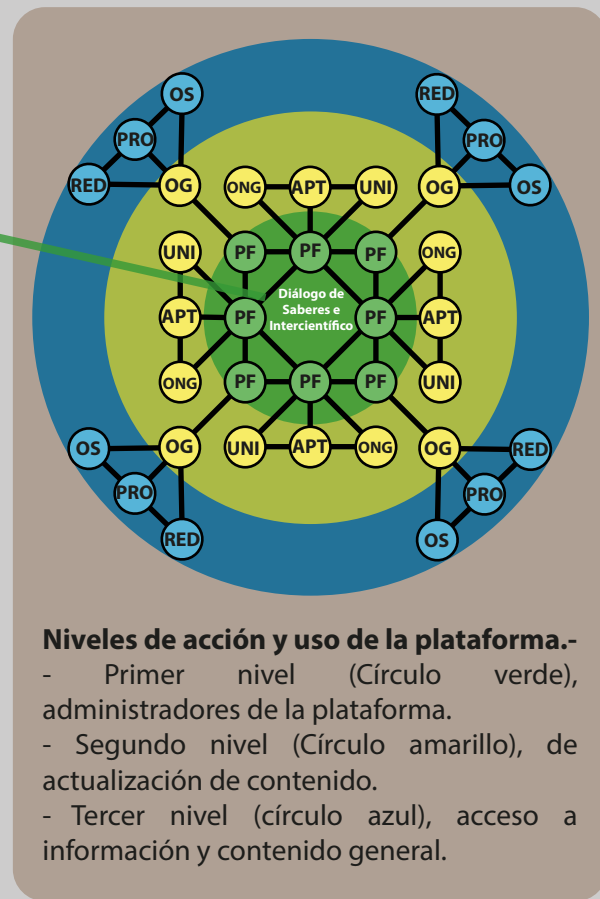 OS
RED
PRO
PRO
RED
OG
ONG
APT
UNI
OG
OS
UNI
PF
PF
PF
ONG
Diálogo de
Saberes e
Intercientífico
APT
PF
PF
APT
ONG
PF
PF
PF
UNI
OS
OG
UNI
APT
ONG
OG
RED
PRO
PRO
RED
OS
Niveles de acción y uso de la plataforma.-
- Primer nivel (Círculo verde),
administradores de la plataforma.
- Segundo nivel (Círculo amarillo), de
actualización de contenido.
- Tercer nivel (círculo azul), acceso a
información y contenido general.